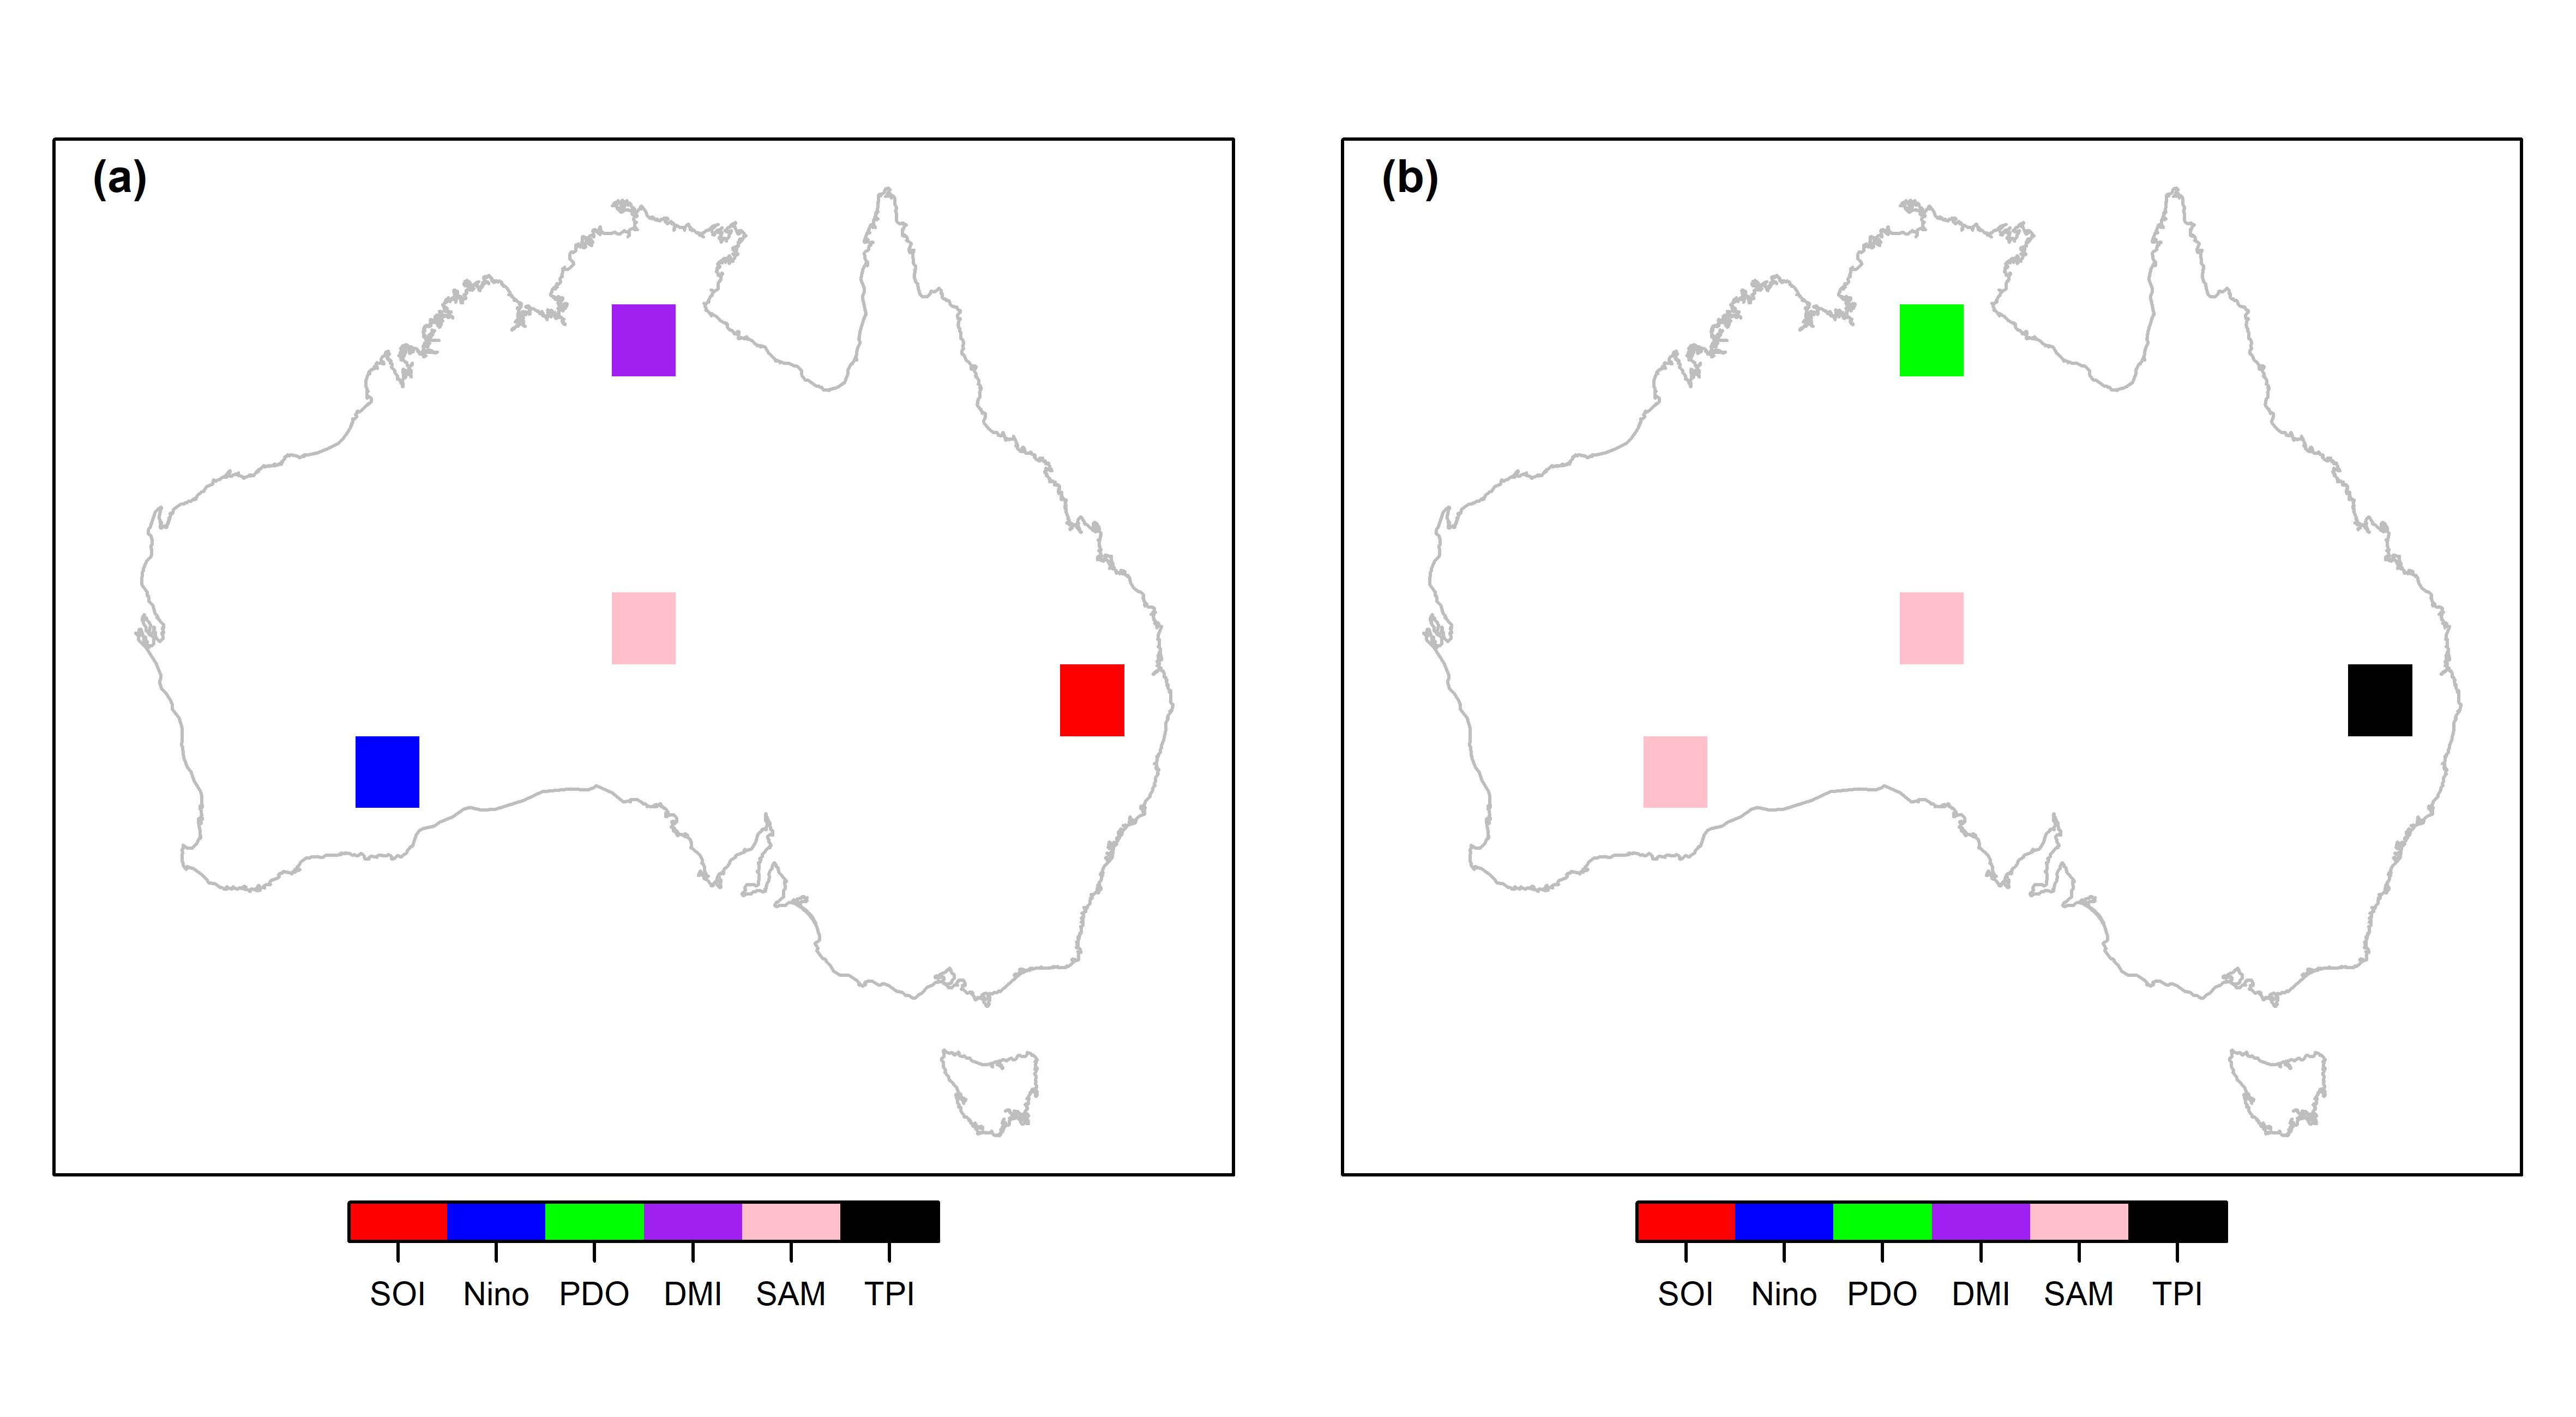 (a)
(b)
SOI Nino PDO DMI SAM TPI
SOI Nino PDO DMI SAM TPI